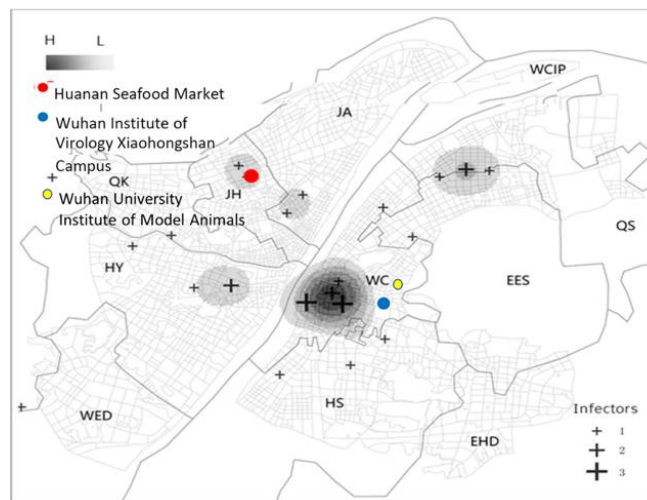 H L
Huanan Seafood Market
Wuhan Institute of
Virology Xiaohongshan
Campus
Wuhan University
Institute of Model Animals
WCIP
JA
QK
JH
QS
HY
WC
EES
WED
HS
EHD
Infectors
1
2
3